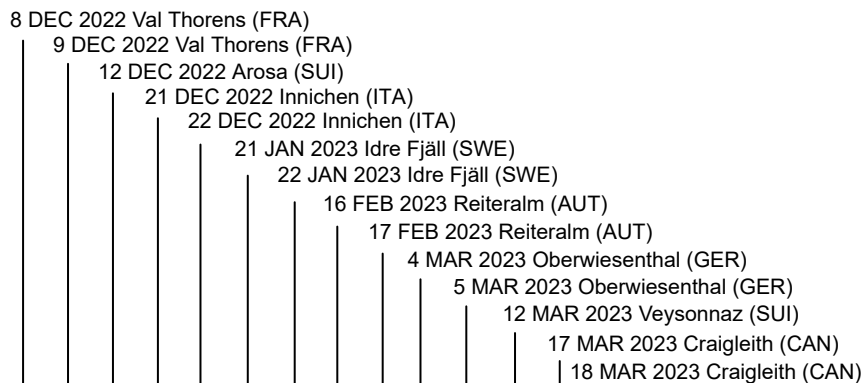 8 DEC 2022 Val Thorens (FRA)
9 DEC 2022 Val Thorens (FRA)
12 DEC 2022 Arosa (SUI)
21 DEC 2022 Innichen (ITA)
22 DEC 2022 Innichen (ITA)
21 JAN 2023 Idre Fjäll (SWE)
22 JAN 2023 Idre Fjäll (SWE)
16 FEB 2023 Reiteralm (AUT)
17 FEB 2023 Reiteralm (AUT)
4 MAR 2023 Oberwiesenthal (GER)
5 MAR 2023 Oberwiesenthal (GER)
12 MAR 2023 Veysonnaz (SUI)
17 MAR 2023 Craigleith (CAN)
18 MAR 2023 Craigleith (CAN)